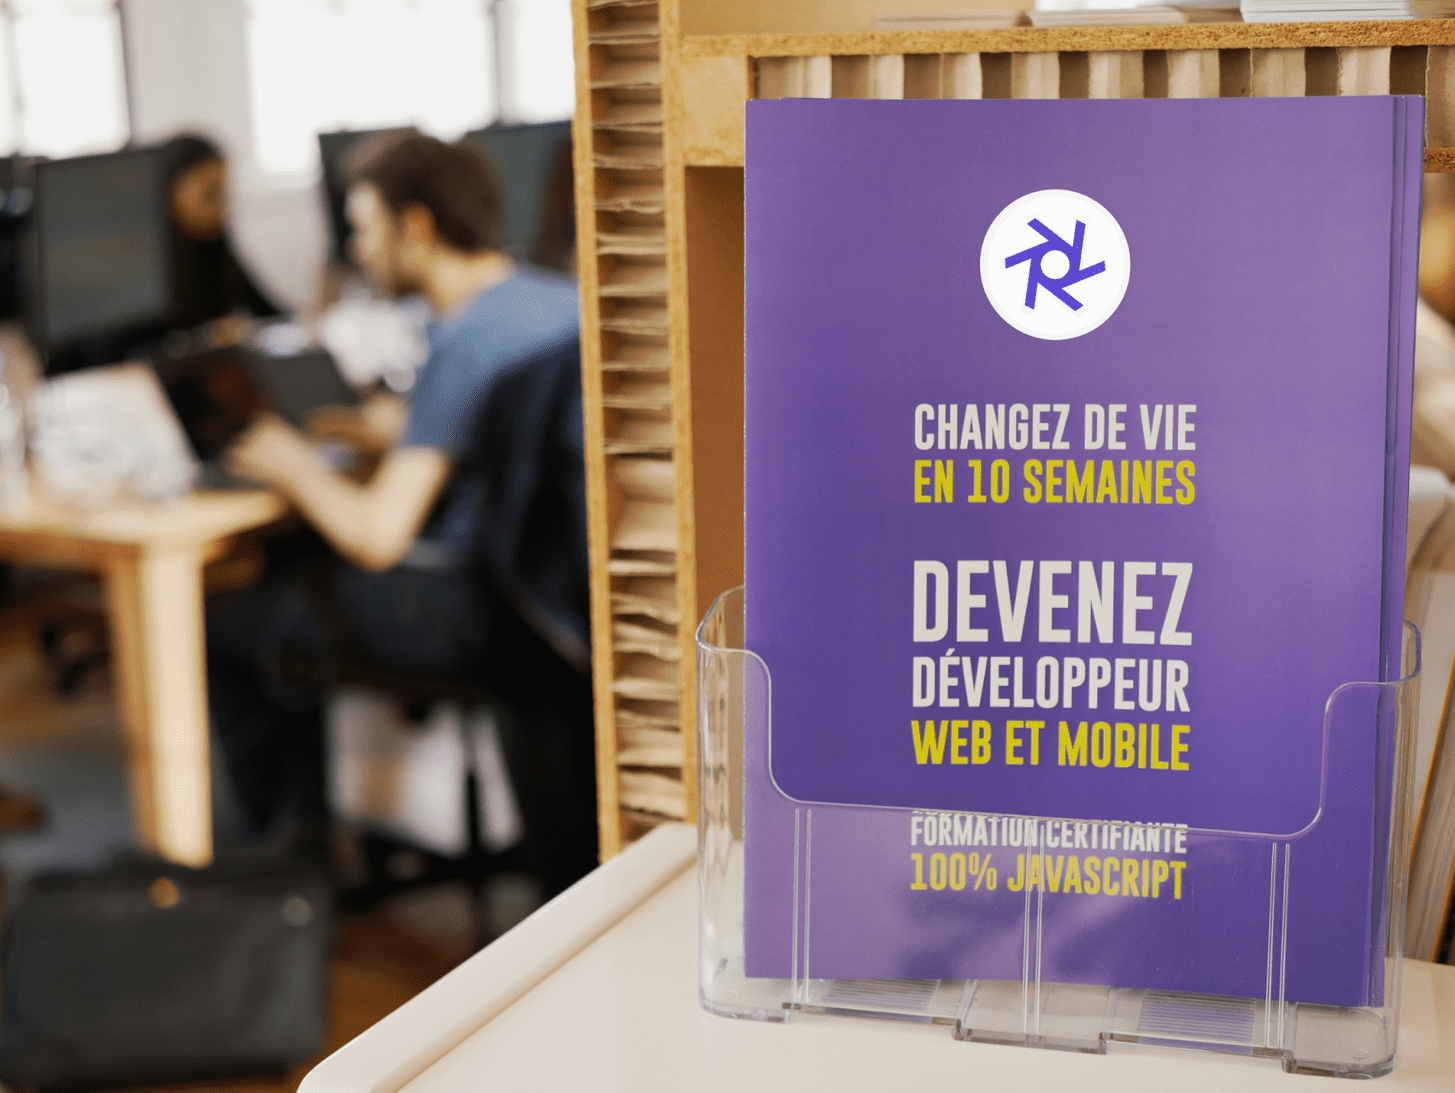 CHANGEZ DE VIE
EN 10 SEMAINES
DEVENEZ
DÉVELOPPEUR
WEB ET MOBILE
FORMATION CERTIFIANTE
100% JAVASCRIPT